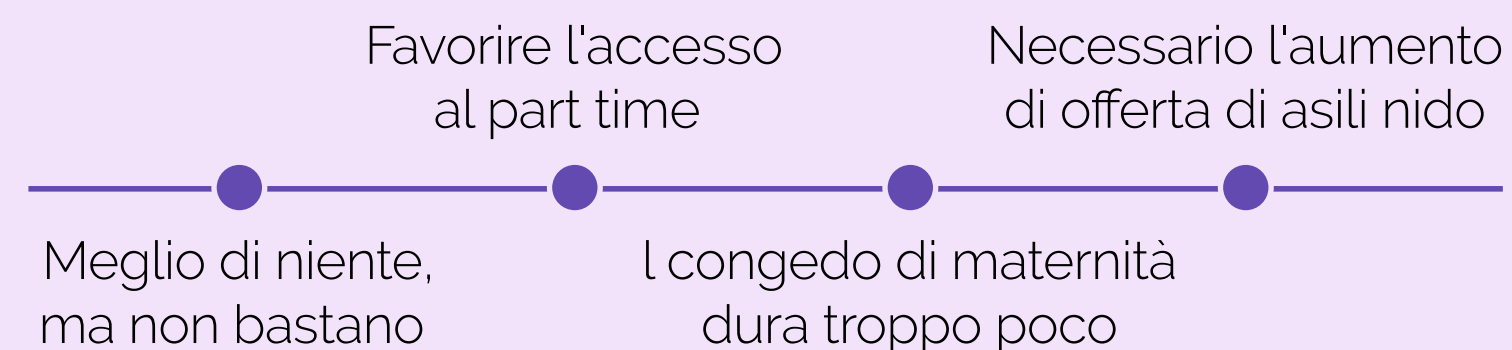 Favorire l'accesso
al part time
Necessario l'aumento
di offerta di asili nido
Meglio di niente,
ma non bastano
l congedo di maternità
dura troppo poco